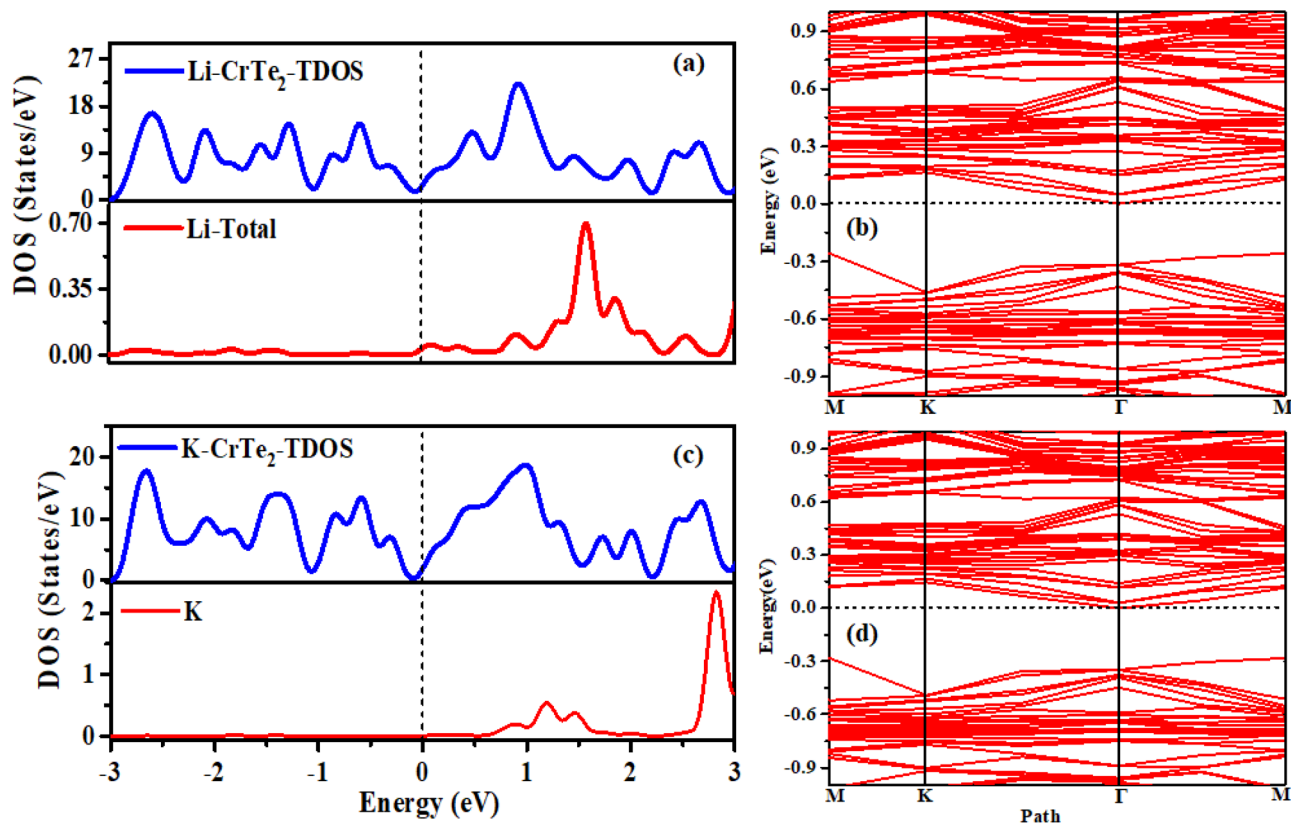 (a)
Li-CrTe2-TDOS
27
18
9
0
Li-Total
0.70
0.35
0.00
DOS (States/eV)
0.9
0.6
0.3
0.0
-0.3
-0.6
-0.9
Energy (eV)
(b)
M K Γ M
(c)
K-CrTe2-TDOS
20
10
0
K
2
1
0
DOS (States/eV)
-3 -2 -1 0 1 2 3
Energy (eV)
0.9
0.6
0.3
0.0
-0.3
-0.6
-0.9
Energy(eV)
(d)
M K Γ M
Path